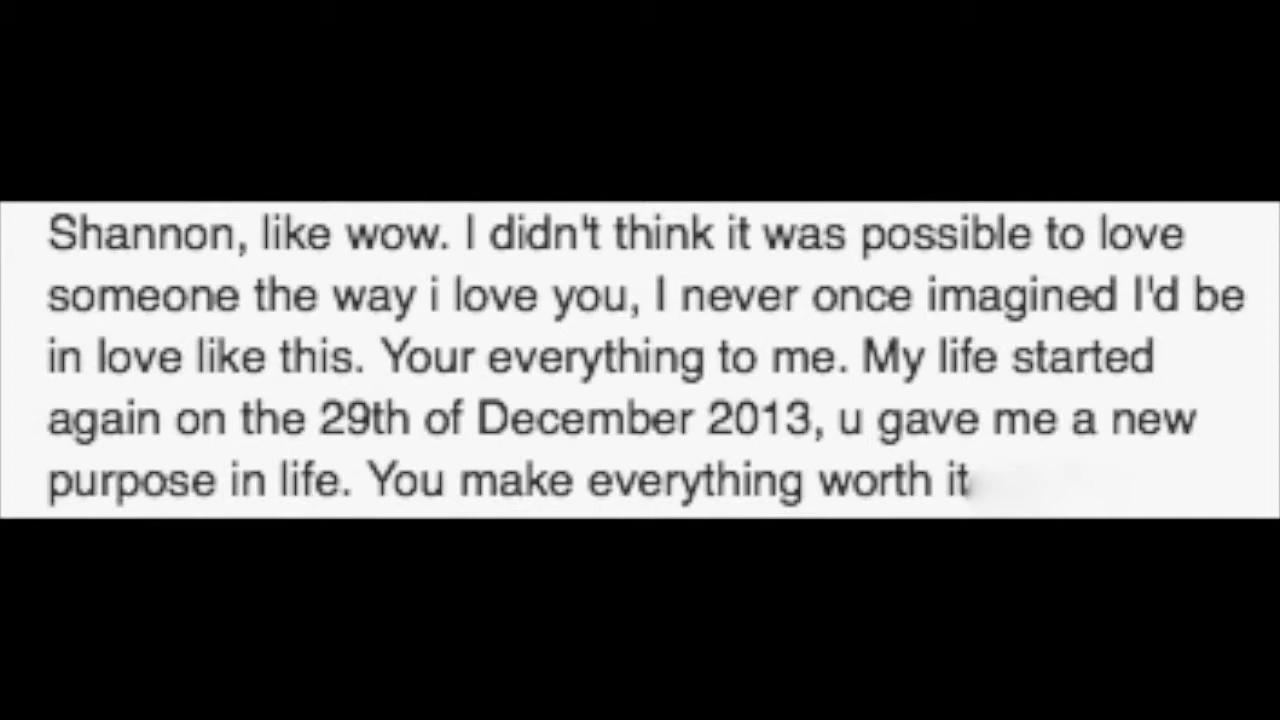 Shannon, like wow. I didn't think it was possible to love
someone the way i love you, I never once imagined I'd be
in love like this. Your everything to me. My life started
again on the 29th of December 2013, u gave me a new
purpose in life. You make everything worth it